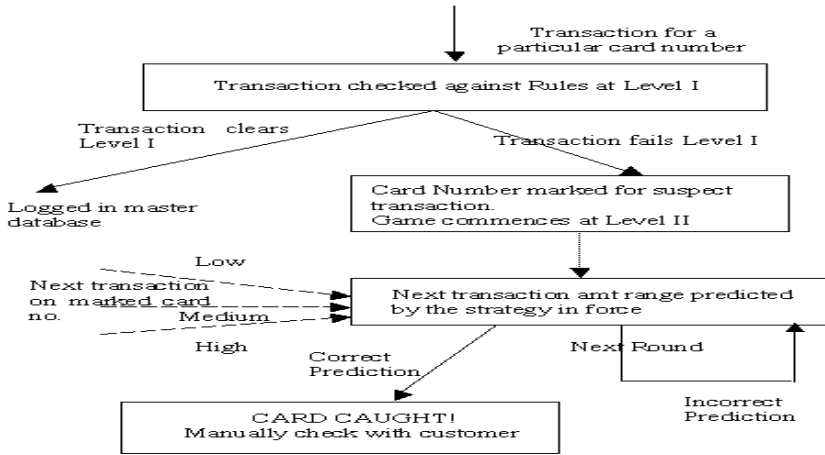 Transaction for a
particular card number
Transaction checked against Rules at Level I
Transaction clears
Level I
Transaction fails Level I
Logged in master
database
Card Number marked for suspect
transaction.
Game commences at Level II
Low
Next transaction
on marked card
no.
Medium
High
Next transaction amt range predicted
by the strategy in force
Correct
Prediction
Next Round
Incorrect
Prediction
CARD CAUGHT!
Manually check with customer